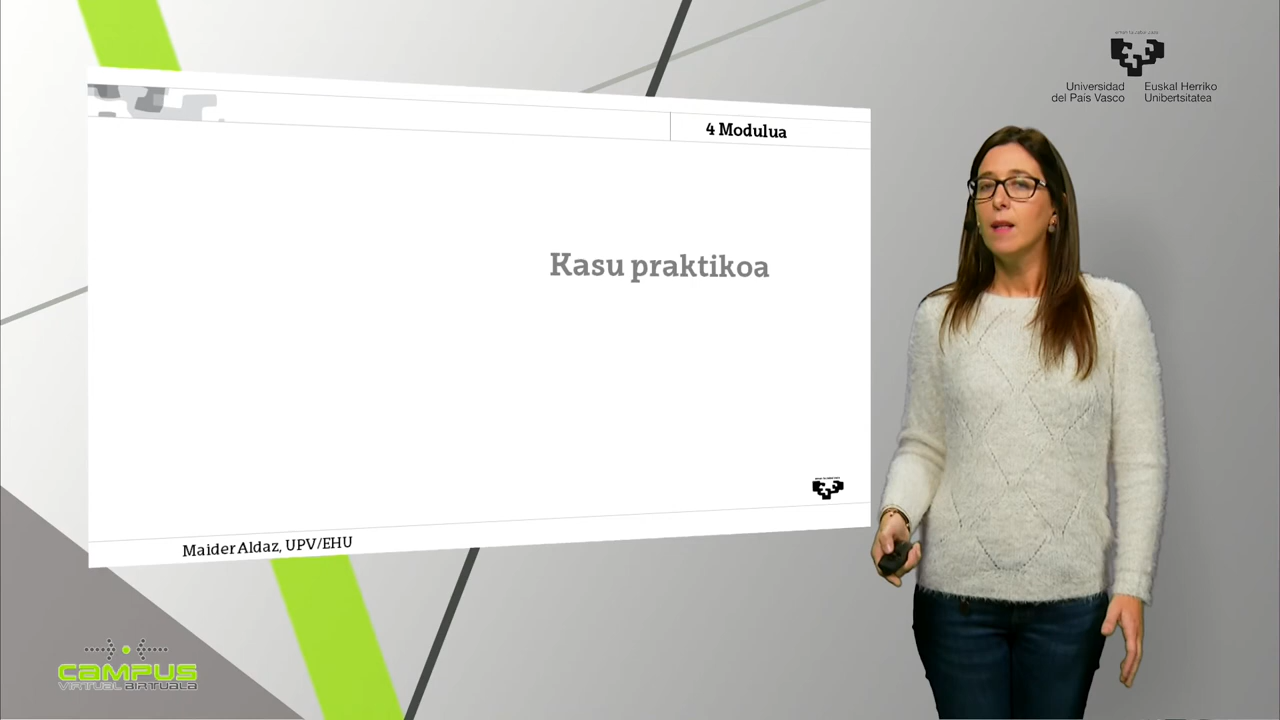 Universidad
del País Vasco
Euskal Herriko
Unibertsitatea
4 Modulua
Kasu praktikoa
Maider Aldaz, UPV/EHU
CAMPUS
VIRTUAL BIRTUALA